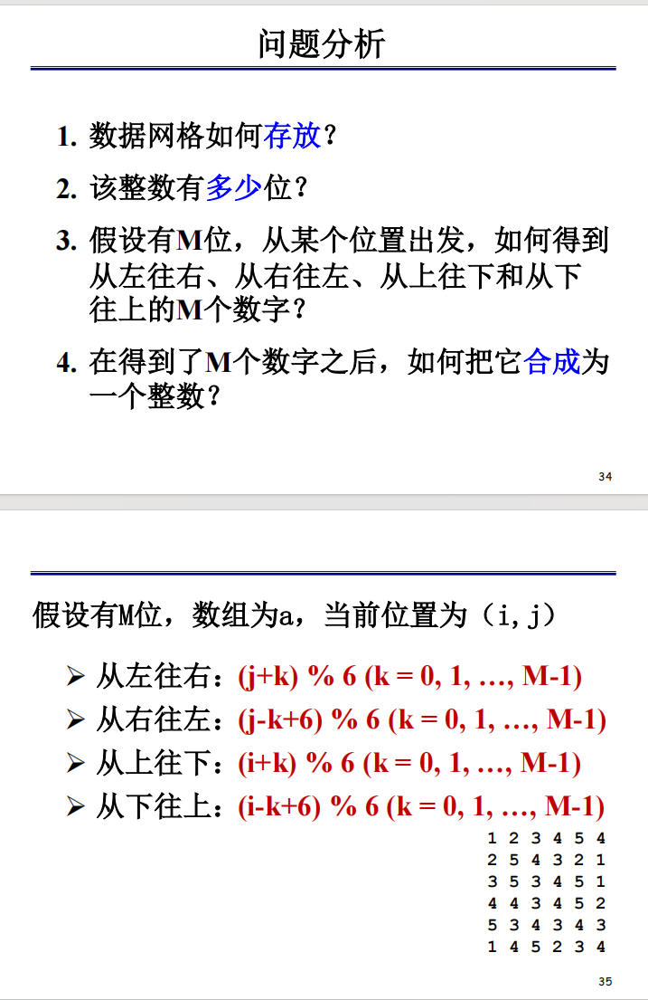 问题分析
1. 数据网格如何存放？
2. 该整数有多少位？
3. 假设有M位，从某个位置出发，如何得到
从左往右、从右往左、从上往下和从下
往上的M个数字？
4. 在得到了M个数字之后，如何把它合成为
一个整数？
34
假设有M位，数组为a，当前位置为（i,j）
➢ 从左往右：(j+k) % 6 (k = 0, 1, …, M-1)
➢ 从右往左：(j-k+6) % 6 (k = 0, 1, …, M-1)
➢ 从上往下：(i+k) % 6 (k = 0, 1, …, M-1)
➢ 从下往上：(i-k+6) % 6 (k = 0, 1, …, M-1)
1 2 3 4 5 4
2 5 4 3 2 1
3 5 3 4 5 1
4 4 3 4 5 2
5 3 4 3 4 3
1 4 5 2 3 4
35